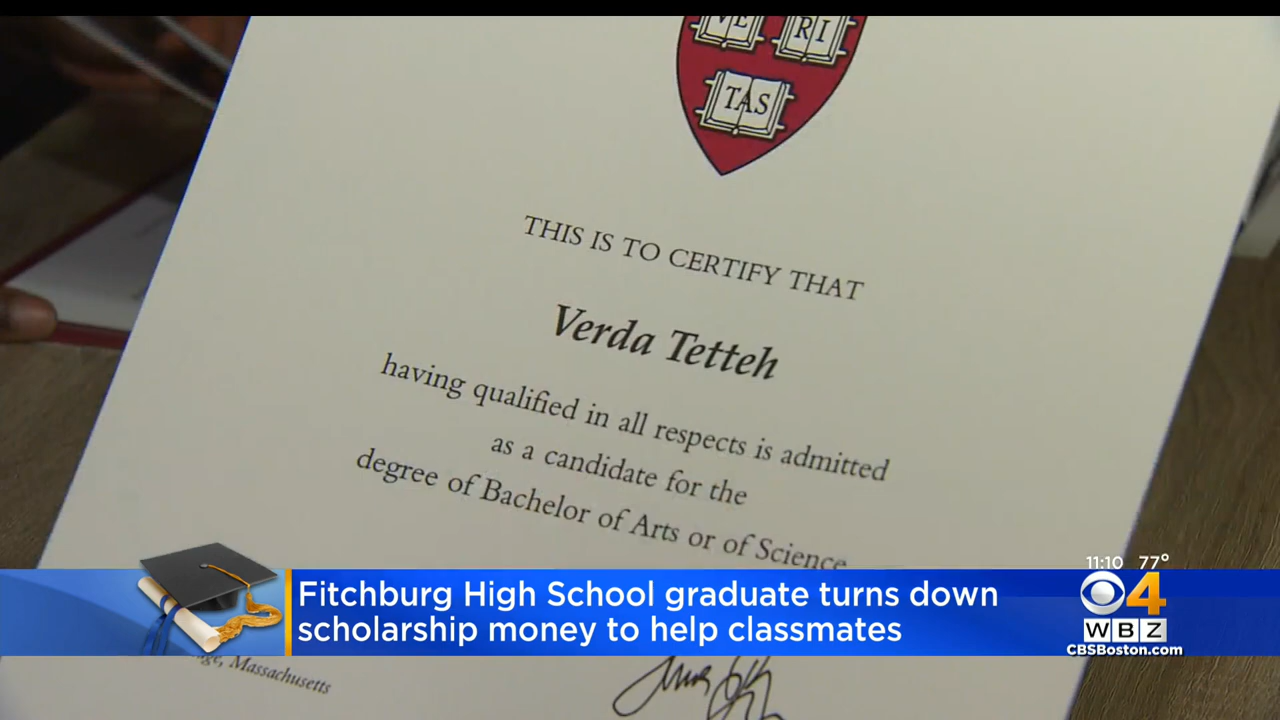 VE RI
TAS
THIS IS TO CERTIFY THAT
Verda Tetteh
having qualified in all respects is admitted
as a candidate for the
degree of Bachelor of Arts or of Science
11:10 77°
Fitchburg High School graduate turns down
scholarship money to help classmates
4
WBZ
CBSBoston.com
Massachusetts